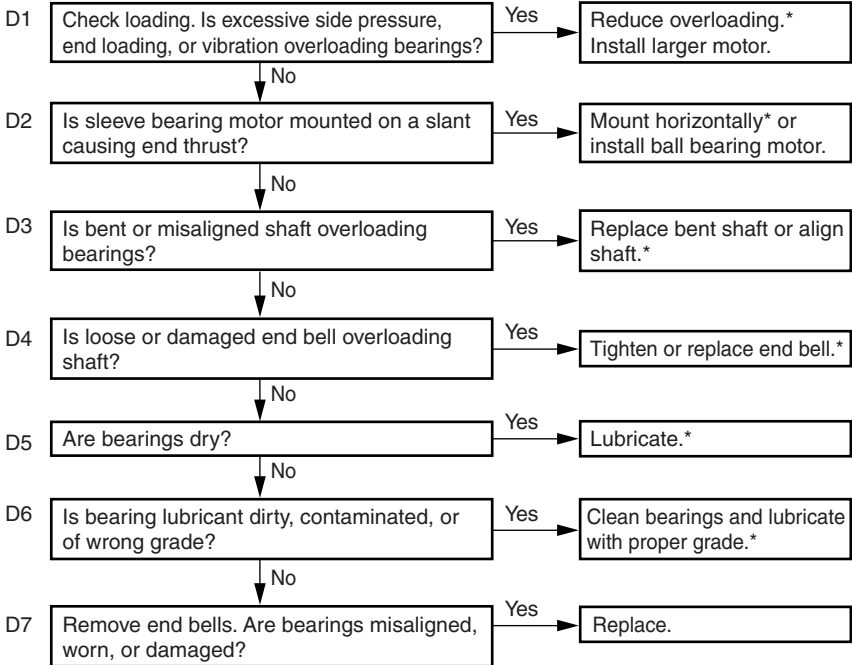 D1
Check loading. Is excessive side pressure,
end loading, or vibration overloading bearings?
Yes
Reduce overloading.*
Install larger motor.
No
D2
Is sleeve bearing motor mounted on a slant
causing end thrust?
Yes
Mount horizontally* or
install ball bearing motor.
No
D3
Is bent or misaligned shaft overloading
bearings?
Yes
Replace bent shaft or align
shaft.*
No
D4
Is loose or damaged end bell overloading
shaft?
Yes
Tighten or replace end bell.*
No
D5
Are bearings dry?
Yes
Lubricate.*
No
D6
Is bearing lubricant dirty, contaminated, or
of wrong grade?
Yes
Clean bearings and lubricate
with proper grade.*
No
D7
Remove end bells. Are bearings misaligned,
worn, or damaged?
Yes
Replace.